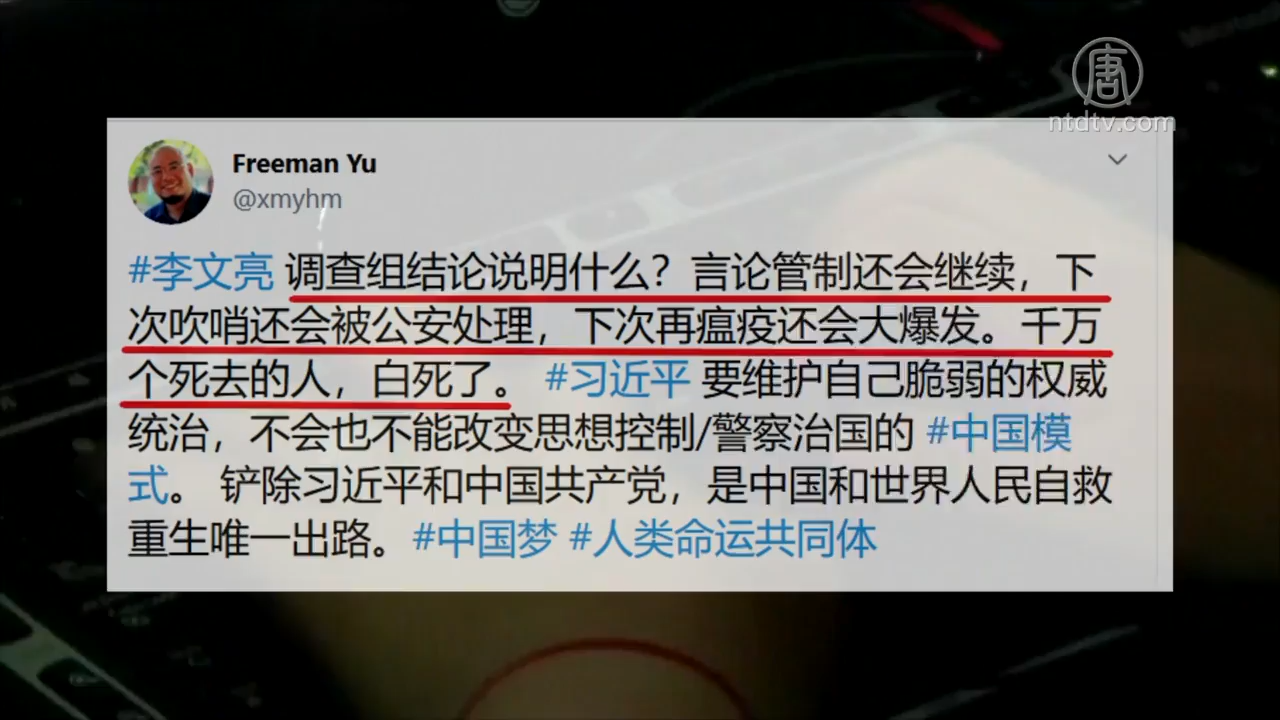 唐
ntdtv.com
Freeman Yu
@xmyhm
#李文亮 调查组结论说明什么？言论管制还会继续，下
次吹哨还会被公安处理，下次再瘟疫还会大爆发。千万
个死去的人，白死了。 #习近平 要维护自己脆弱的权威
统治，不会也不能改变思想控制/警察治国的 #中国模
式。 铲除习近平和中国共产党，是中国和世界人民自救
重生唯一出路。 #中国梦 #人类命运共同体